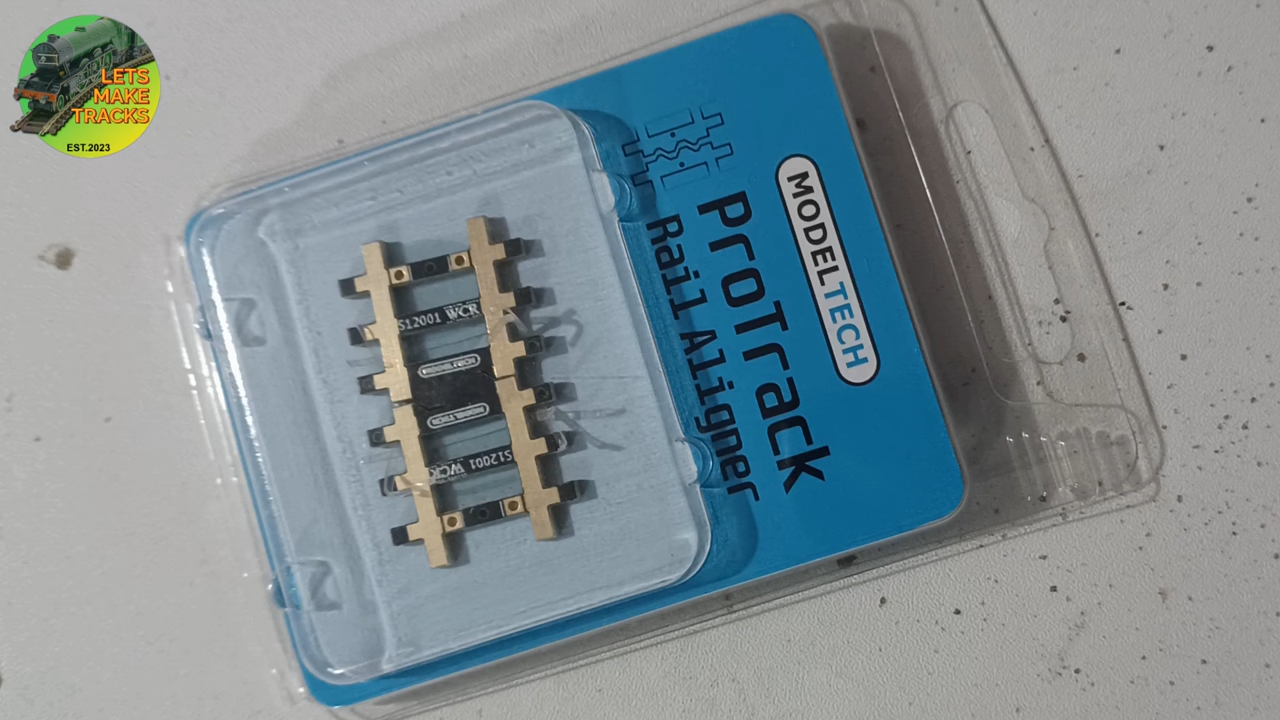 LETS
MAKE
TRACKS
EST.2023
MODELTECH
ProTrack
Rail Aligner
S12001 WCR
MODELTECH
MODELTECH
S12001 WCR